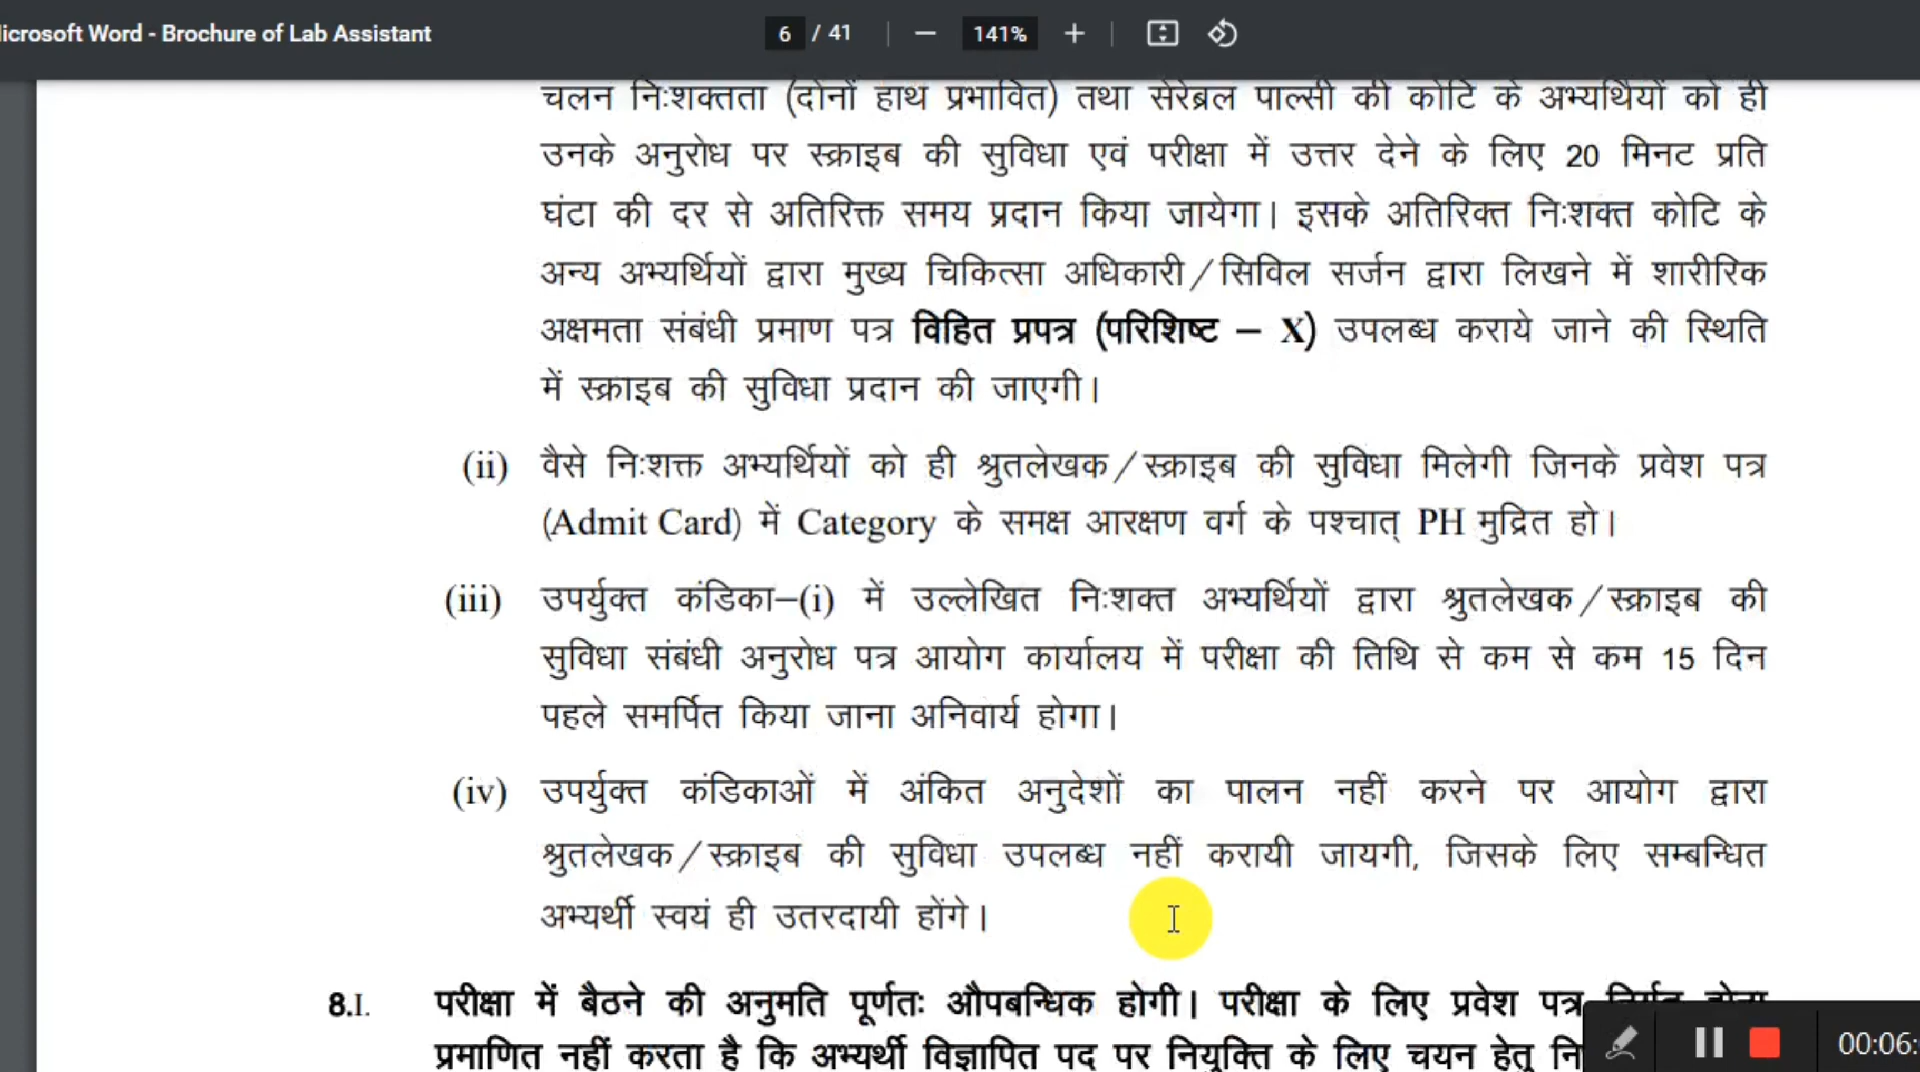 icrosoft Word - Brochure of Lab Assistant
6 / 41
141%
चलन निःशक्तता (दोनों हाथ प्रभावित) तथा सेरेब्रल पाल्सी की कोटि के अभ्यर्थियों को ही
उनके अनुरोध पर स्क्राइब की सुविधा एवं परीक्षा में उत्तर देने के लिए 20 मिनट प्रति
घंटा की दर से अतिरिक्त समय प्रदान किया जायेगा। इसके अतिरिक्त निःशक्त कोटि के
अन्य अभ्यर्थियों द्वारा मुख्य चिकित्सा अधिकारी/सिविल सर्जन द्वारा लिखने में शारीरिक
अक्षमता संबंधी प्रमाण पत्र विहित प्रपत्र (परिशिष्ट – X) उपलब्ध कराये जाने की स्थिति
में स्क्राइब की सुविधा प्रदान की जाएगी।
(ii) वैसे निःशक्त अभ्यर्थियों को ही श्रुतलेखक/स्क्राइब की सुविधा मिलेगी जिनके प्रवेश पत्र
(Admit Card) में Category के समक्ष आरक्षण वर्ग के पश्चात् PH मुद्रित हो।
(iii) उपर्युक्त कंडिका–(i) में उल्लेखित निःशक्त अभ्यर्थियों द्वारा श्रुतलेखक/स्क्राइब की
सुविधा संबंधी अनुरोध पत्र आयोग कार्यालय में परीक्षा की तिथि से कम से कम 15 दिन
पहले समर्पित किया जाना अनिवार्य होगा।
(iv) उपर्युक्त कंडिकाओं में अंकित अनुदेशों का पालन नहीं करने पर आयोग द्वारा
श्रुतलेखक/स्क्राइब की सुविधा उपलब्ध नहीं करायी जायगी, जिसके लिए सम्बन्धित
अभ्यर्थी स्वयं ही उतरदायी होंगे।
8.I. परीक्षा में बैठने की अनुमति पूर्णतः औपबन्धिक होगी। परीक्षा के लिए प्रवेश पत्र
प्रमाणित नहीं करता है कि अभ्यर्थी विज्ञापित पद पर नियुक्ति के लिए चयन हेतु
00:06: